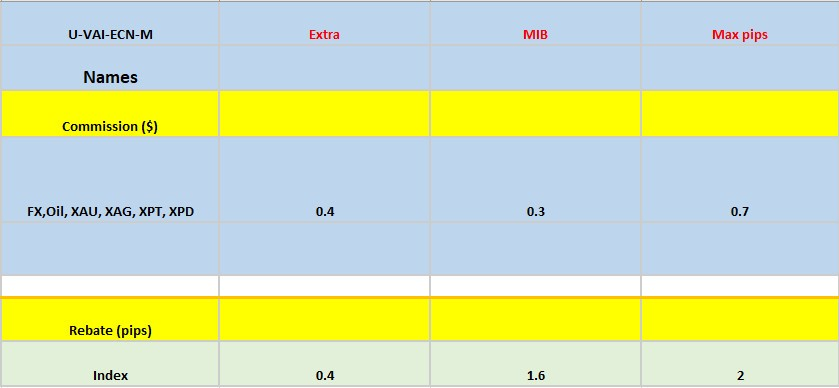 U-VAI-ECN-M Extra MIB Max pips
Names
Commission ($)
FX,Oil, XAU, XAG, XPT, XPD 0.4 0.3 0.7
Rebate (pips)
Index 0.4 1.6 2